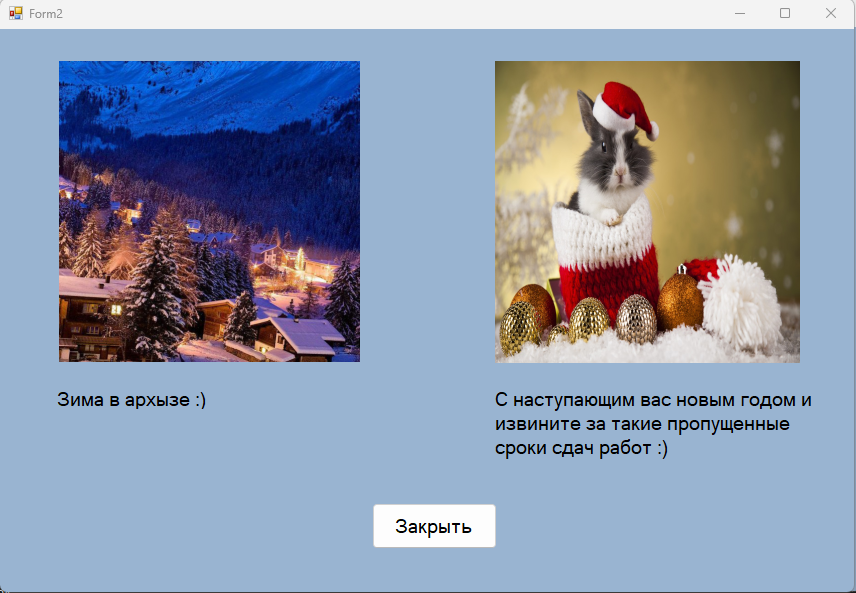 Form2
Зима в архызе :)
С наступающим вас новым годом и
извините за такие пропущенные
сроки сдач работ :)
Закрыть